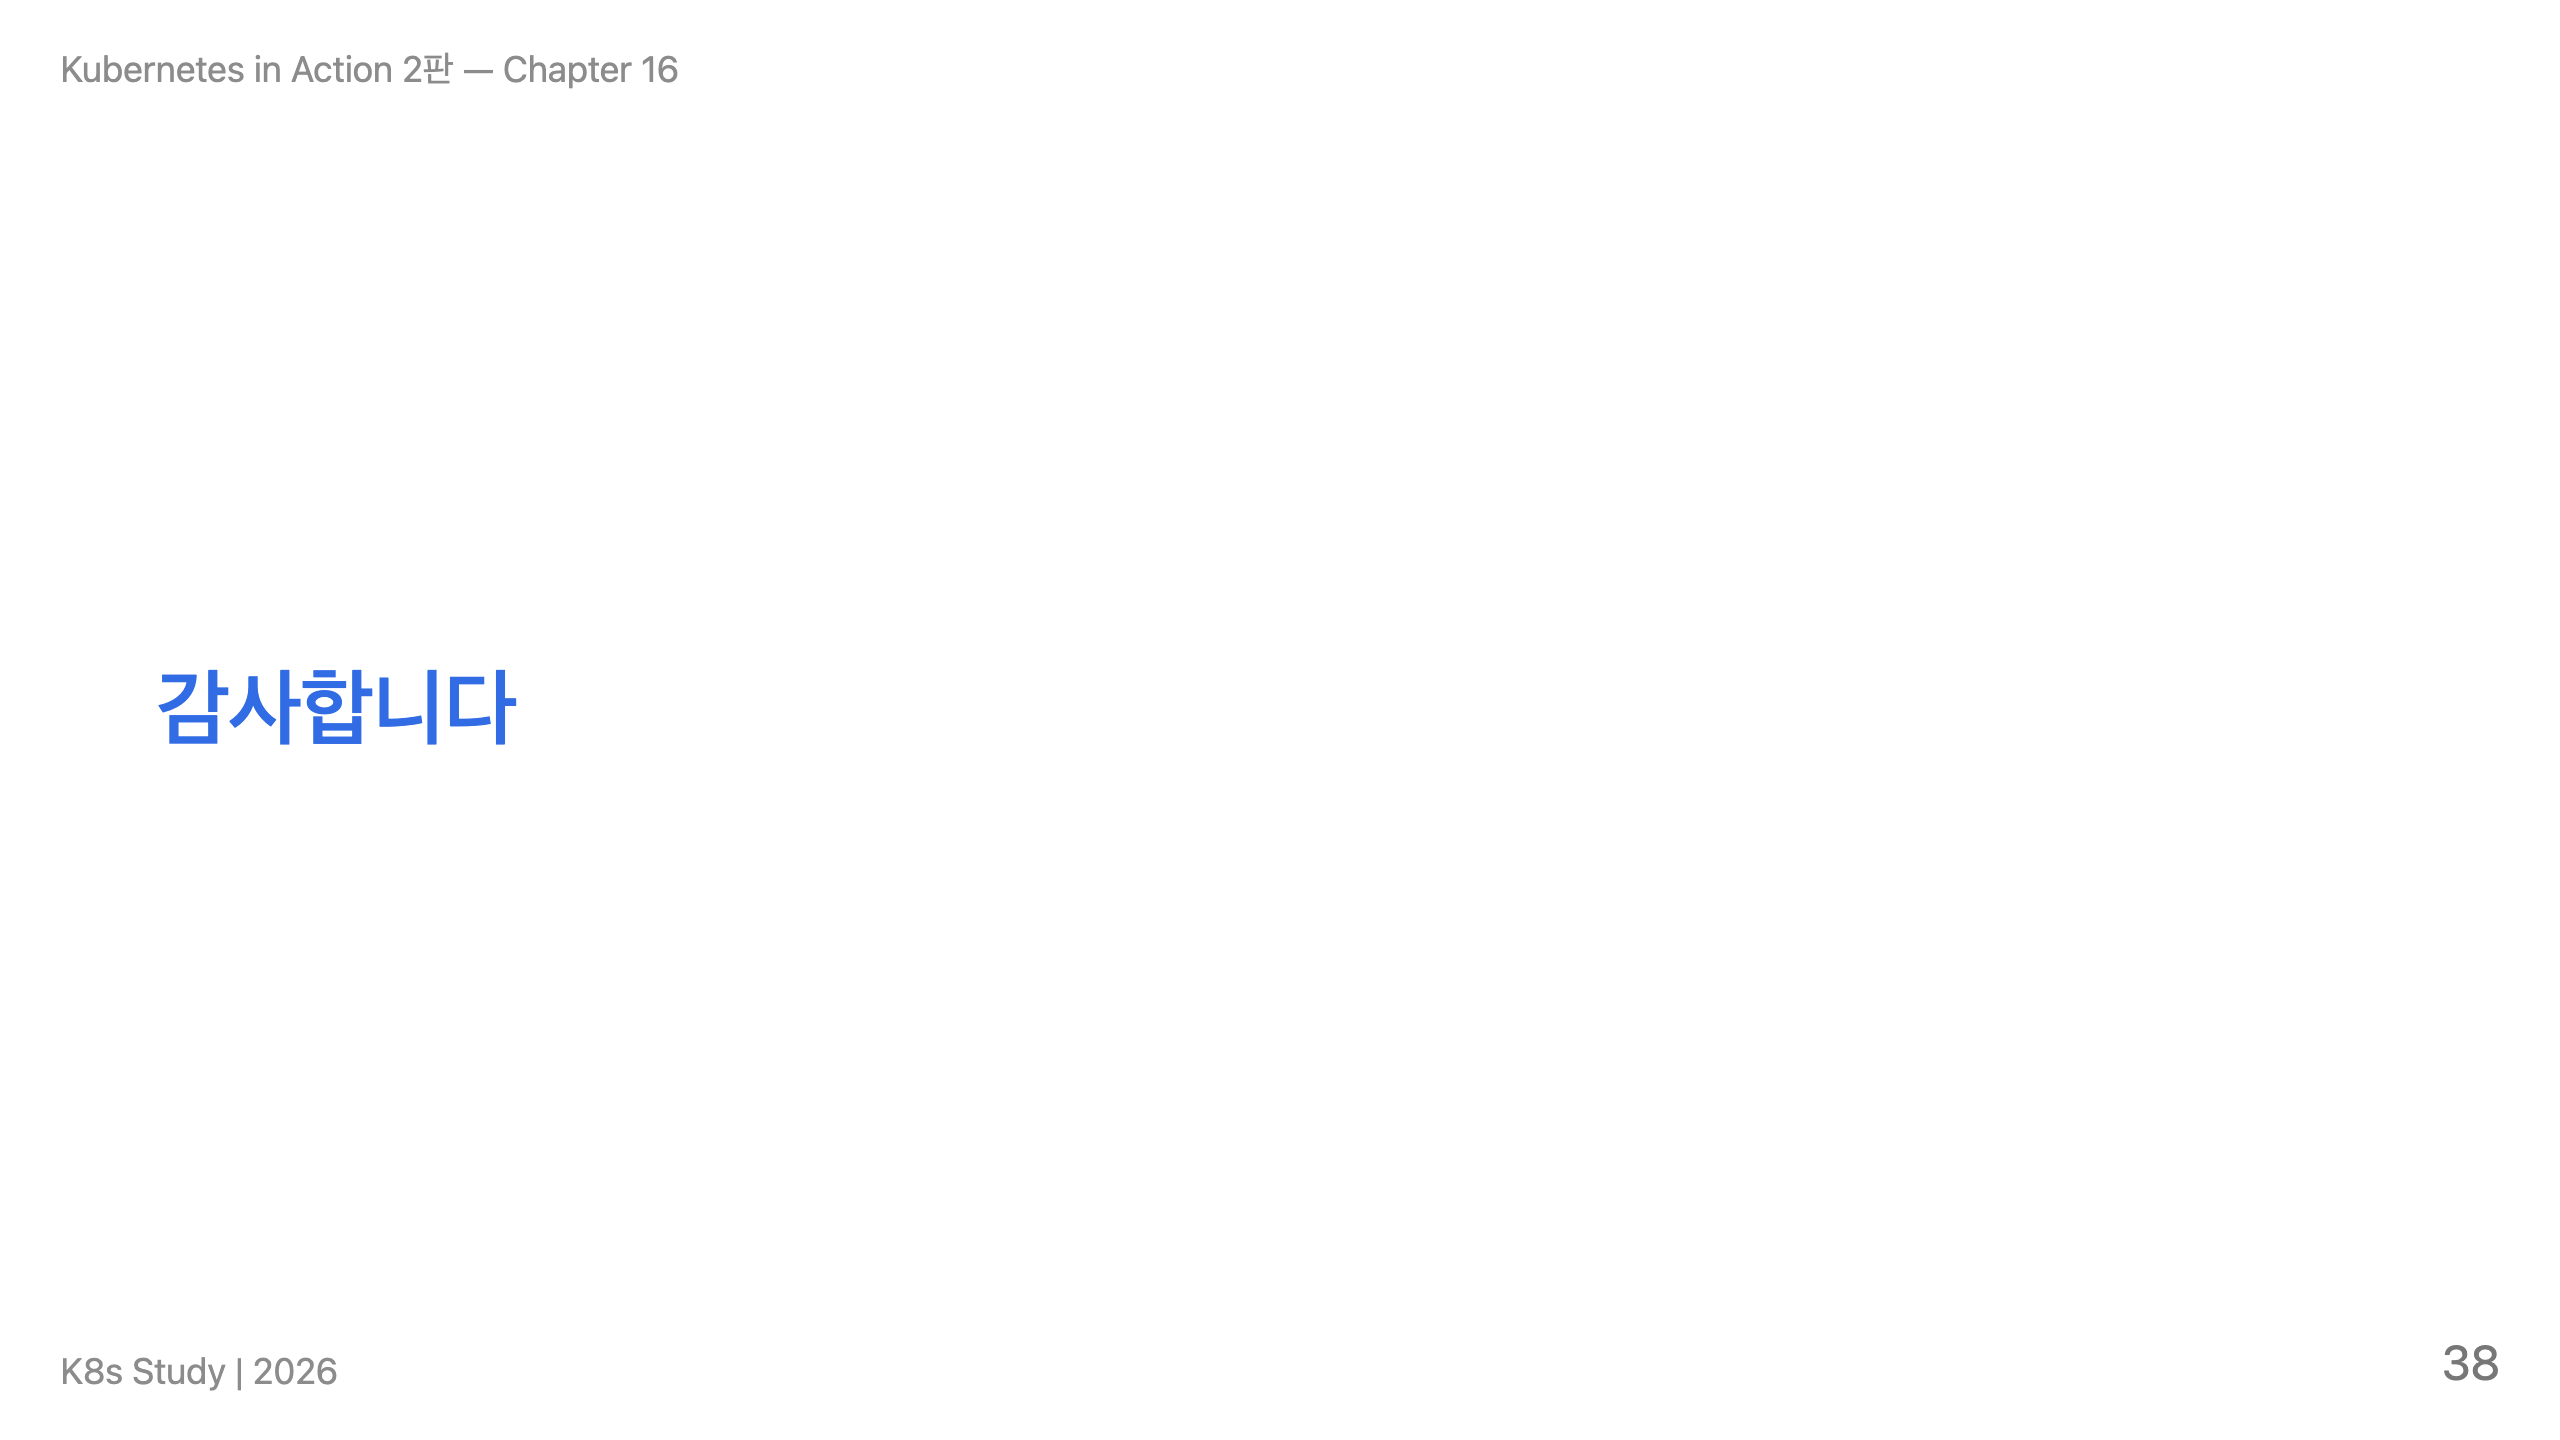 Kubernetes in Action 2판 — Chapter 16
감사합니다
K8s Study | 2026
38